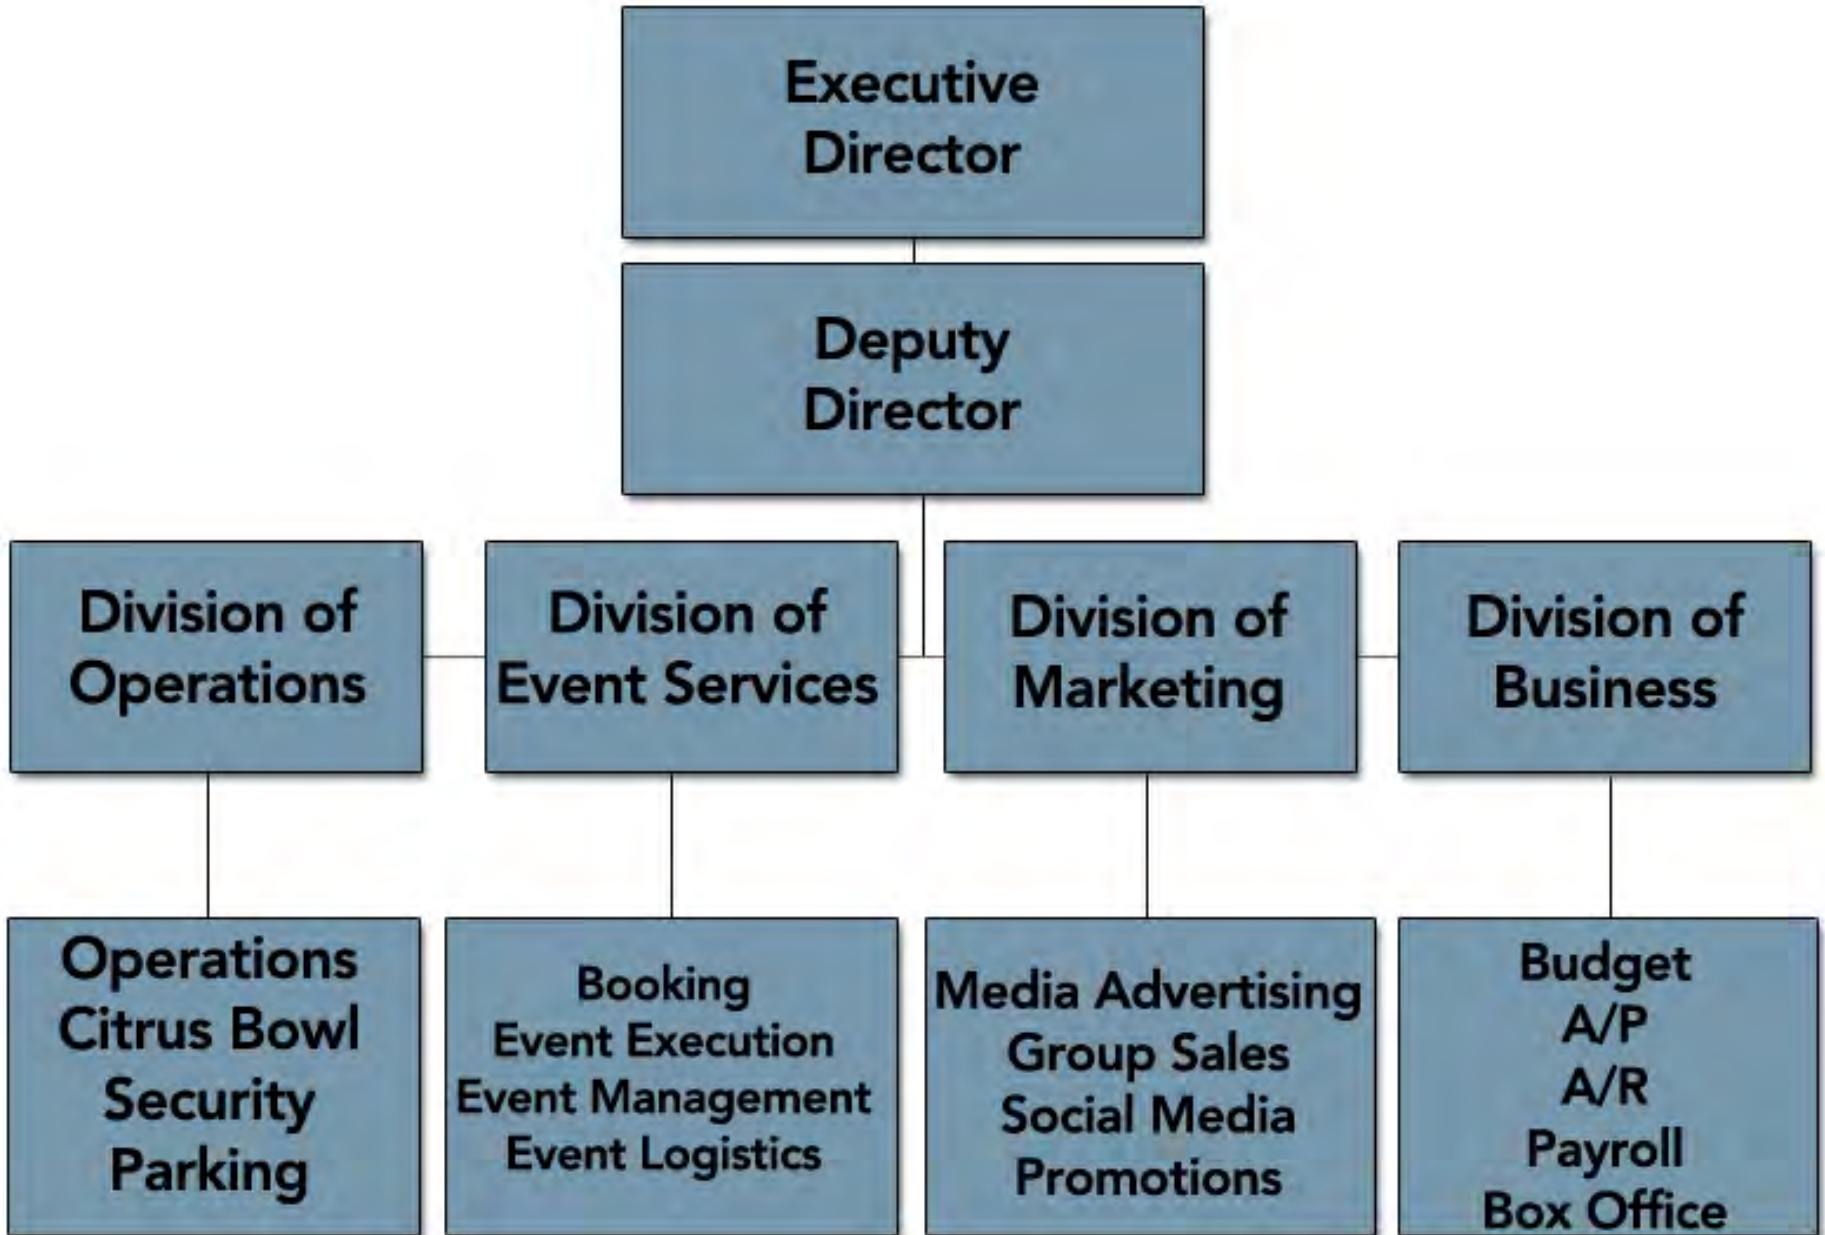 Executive
Director
Deputy
Director
Division of
Operations
Division of
Event Services
Division of
Marketing
Division of
Business
Operations
Citrus Bowl
Security
Parking
Booking
Event Execution
Event Management
Event Logistics
Media Advertising
Group Sales
Social Media
Promotions
Budget
A/P
A/R
Payroll
Box Office